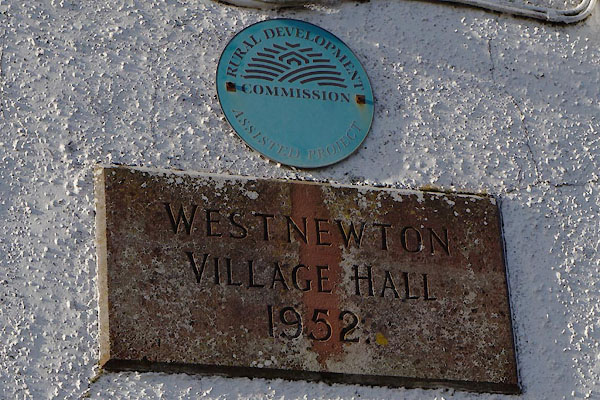 RURAL DEVELOPMENT
COMMISSION
ASSISTED PROJECT
WESTNEWTON
VILLAGE HALL
1952